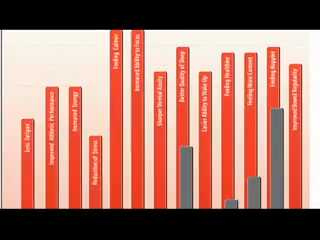 Less Fatigue
Improved Athletic Performance
Increased Energy
Reduction of Stress
Feeling Calmer
Increased Ability to Focus
Sharper Mental Acuity
Better Quality of Sleep
Easier Ability to Wake Up
Feeling Healthier
Feeling More Content
Feeling Happier
Improved Bowel Regularity